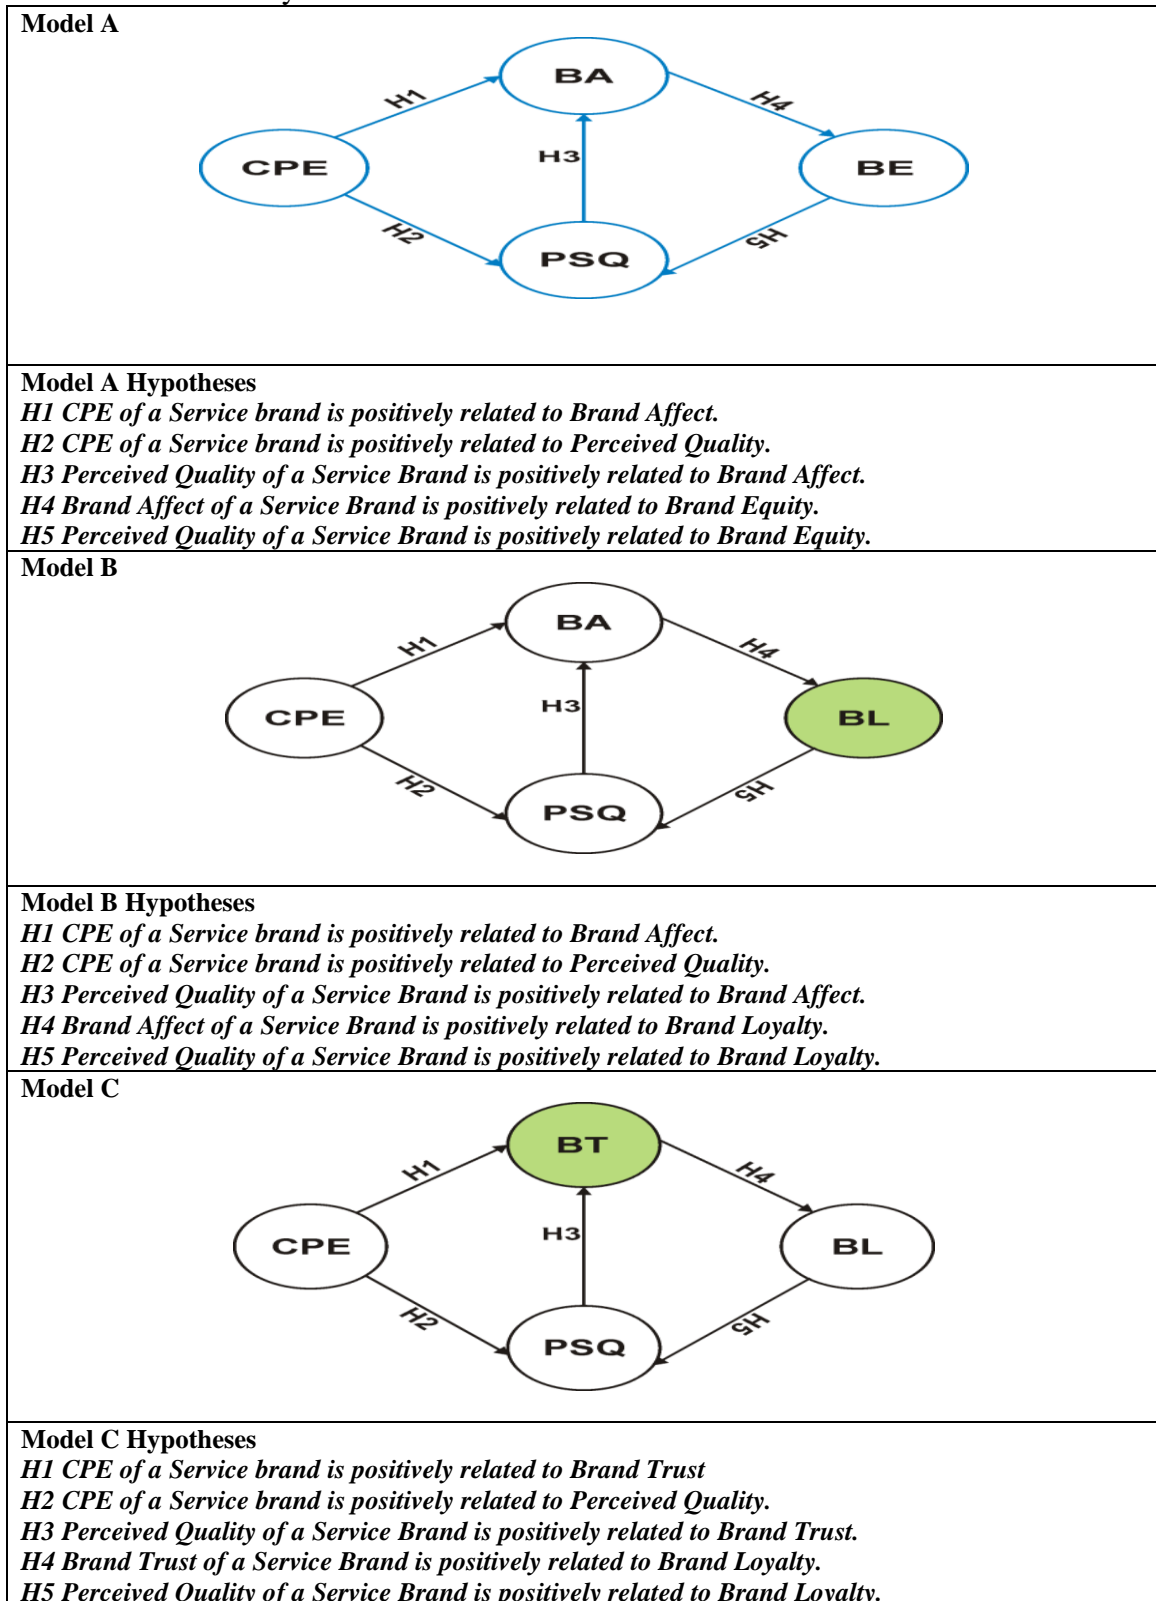 Model A
BA
H1
H4
CPE
H3
BE
H2
H5
PSQ
Model A Hypotheses
H1 CPE of a Service brand is positively related to Brand Affect.
H2 CPE of a Service brand is positively related to Perceived Quality.
H3 Perceived Quality of a Service Brand is positively related to Brand Affect.
H4 Brand Affect of a Service Brand is positively related to Brand Equity.
H5 Perceived Quality of a Service Brand is positively related to Brand Equity.
Model B
BA
H1
H4
CPE
H3
BL
H2
H5
PSQ
Model B Hypotheses
H1 CPE of a Service brand is positively related to Brand Affect.
H2 CPE of a Service brand is positively related to Perceived Quality.
H3 Perceived Quality of a Service Brand is positively related to Brand Affect.
H4 Brand Affect of a Service Brand is positively related to Brand Loyalty.
H5 Perceived Quality of a Service Brand is positively related to Brand Loyalty.
Model C
BT
H1
H4
CPE
H3
BL
H2
H5
PSQ
Model C Hypotheses
H1 CPE of a Service brand is positively related to Brand Trust
H2 CPE of a Service brand is positively related to Perceived Quality.
H3 Perceived Quality of a Service Brand is positively related to Brand Trust.
H4 Brand Trust of a Service Brand is positively related to Brand Loyalty.
H5 Perceived Quality of a Service Brand is positively related to Brand Loyalty.